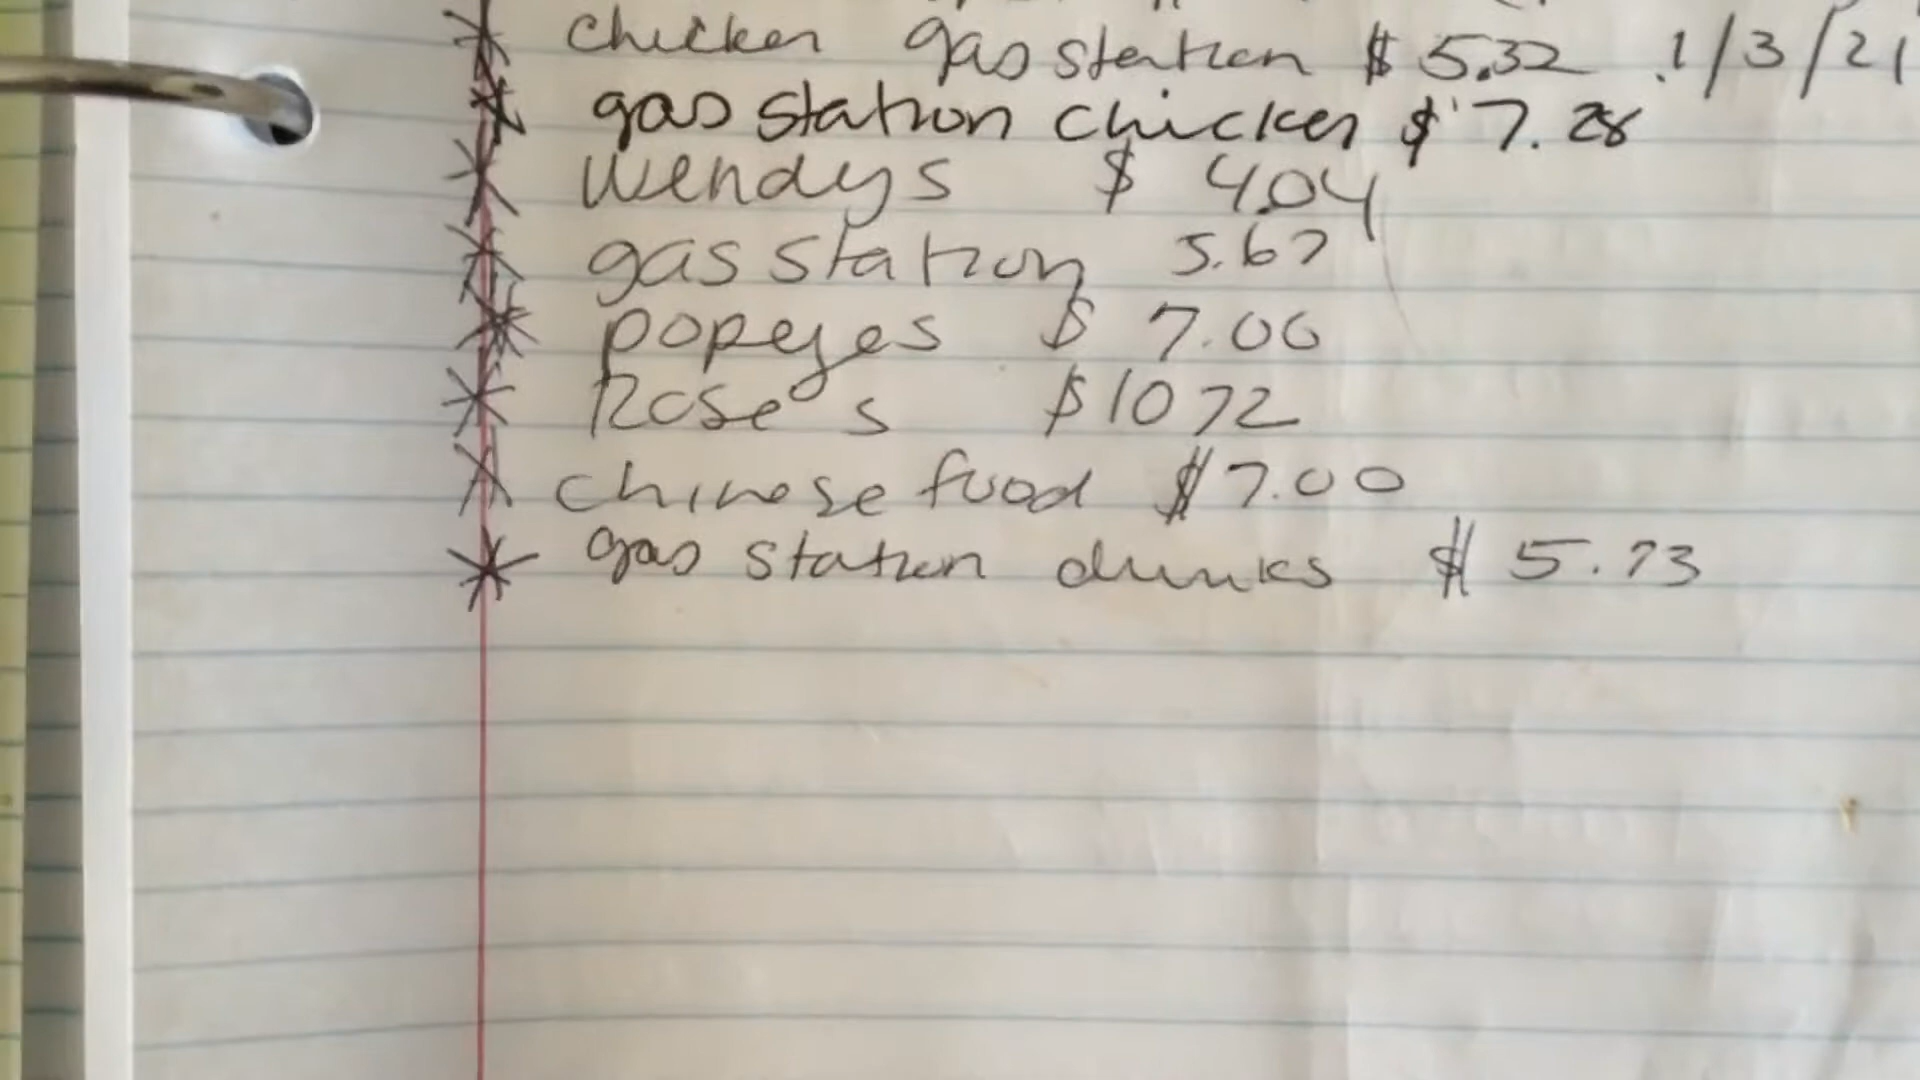 * chicken gas station $ 5.32 1/3/21
* gas station chicken $ 7.28
* Wendys $ 4.04
* gas station 5.67
* popeyes $ 7.00
* Rose's $10 72
* chinese food $7.00
* gas station drinks $ 5.73